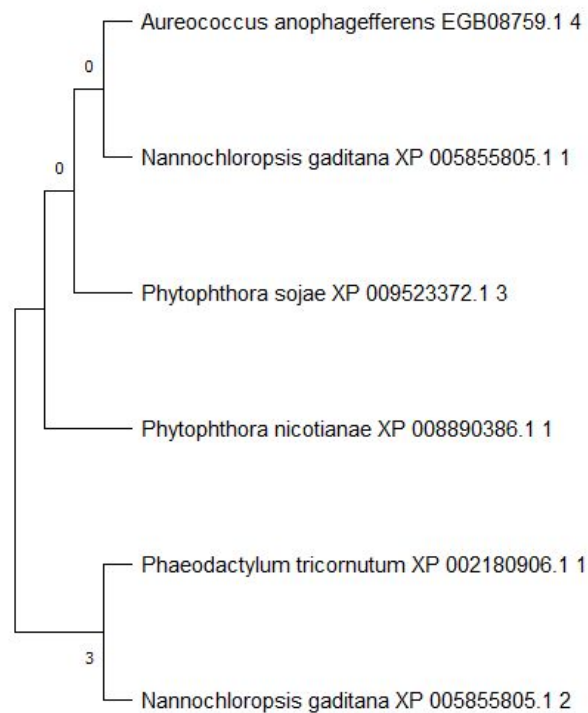 Aureococcus anophagefferens EGB08759.1 4
0
Nannochloropsis gaditana XP 005855805.1 1
0
Phytophthora sojae XP 009523372.1 3
Phytophthora nicotianae XP 008890386.1 1
Phaeodactylum tricornutum XP 002180906.1 1
3
Nannochloropsis gaditana XP 005855805.1 2